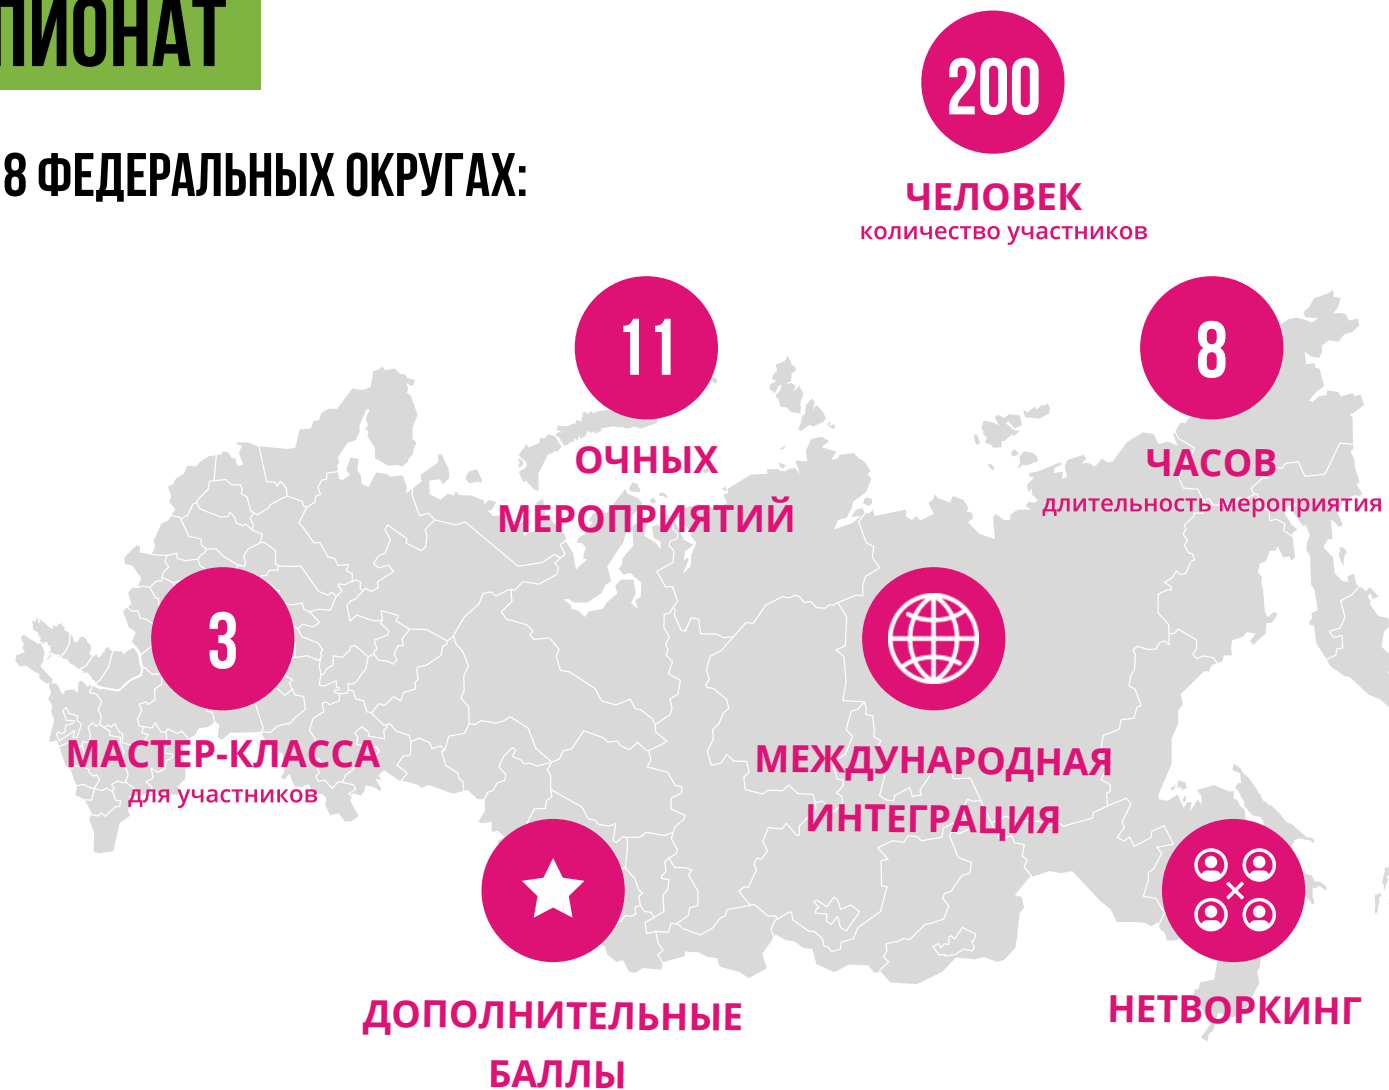 ПИОНАТ
8 ФЕДЕРАЛЬНЫХ ОКРУГАХ:
200
ЧЕЛОВЕК
количество участников
11
ОЧНЫХ
МЕРОПРИЯТИЙ
8
ЧАСОВ
длительность мероприятия
3
МАСТЕР-КЛАССА
для участников
МЕЖДУНАРОДНАЯ
ИНТЕГРАЦИЯ
ДОПОЛНИТЕЛЬНЫЕ
БАЛЛЫ
НЕТВОРКИНГ